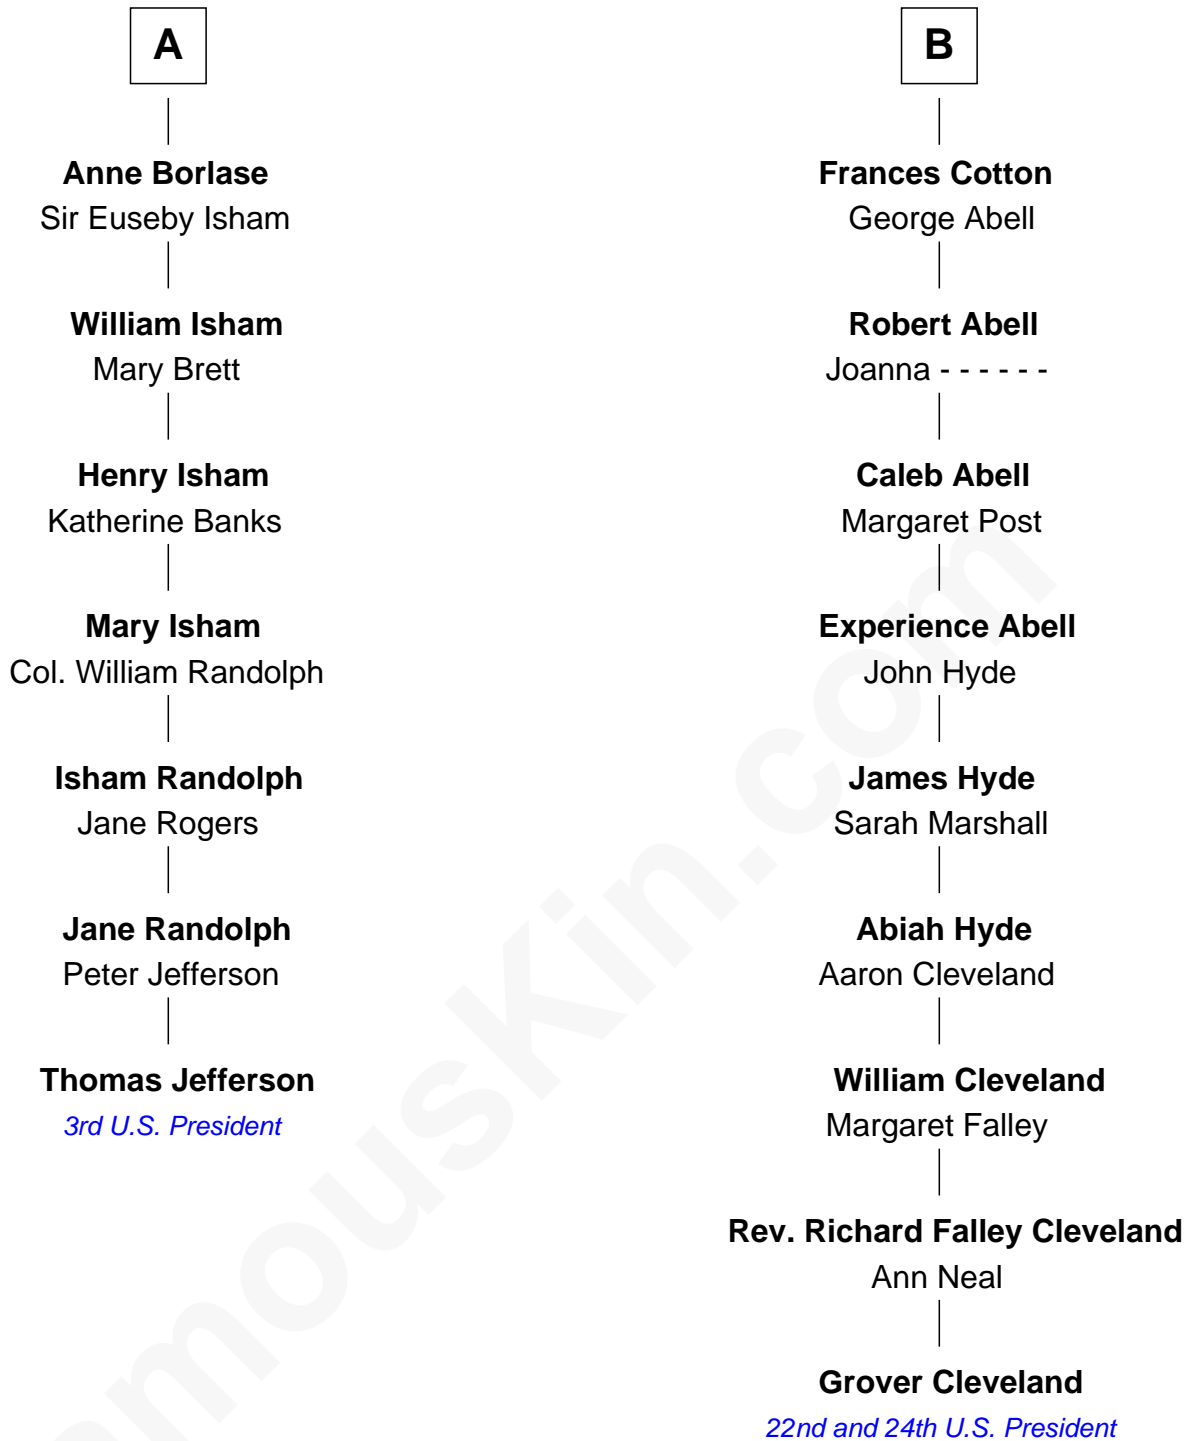 A
Anne Borlase
Sir Euseby Isham
William Isham
Mary Brett
Henry Isham
Katherine Banks
Mary Isham
Col. William Randolph
Isham Randolph
Jane Rogers
Jane Randolph
Peter Jefferson
Thomas Jefferson
3rd U.S. President
B
Frances Cotton
George Abell
Robert Abell
Joanna - - - - - -
Caleb Abell
Margaret Post
Experience Abell
John Hyde
James Hyde
Sarah Marshall
Abiah Hyde
Aaron Cleveland
William Cleveland
Margaret Falley
Rev. Richard Falley Cleveland
Ann Neal
Grover Cleveland
22nd and 24th U.S. President
amousKin.com